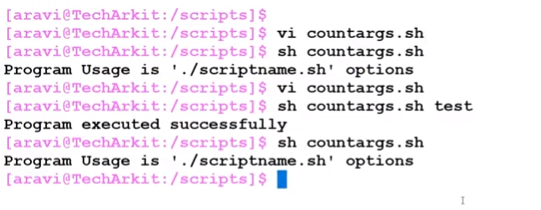 [aravi@TechArkit:/scripts]$
[aravi@TechArkit:/scripts]$ vi countargs.sh
[aravi@TechArkit:/scripts]$ sh countargs.sh
Program Usage is './scriptname.sh' options
[aravi@TechArkit:/scripts]$ vi countargs.sh
[aravi@TechArkit:/scripts]$ sh countargs.sh test
Program executed successfully
[aravi@TechArkit:/scripts]$ sh countargs.sh
Program Usage is './scriptname.sh' options
[aravi@TechArkit:/scripts]$